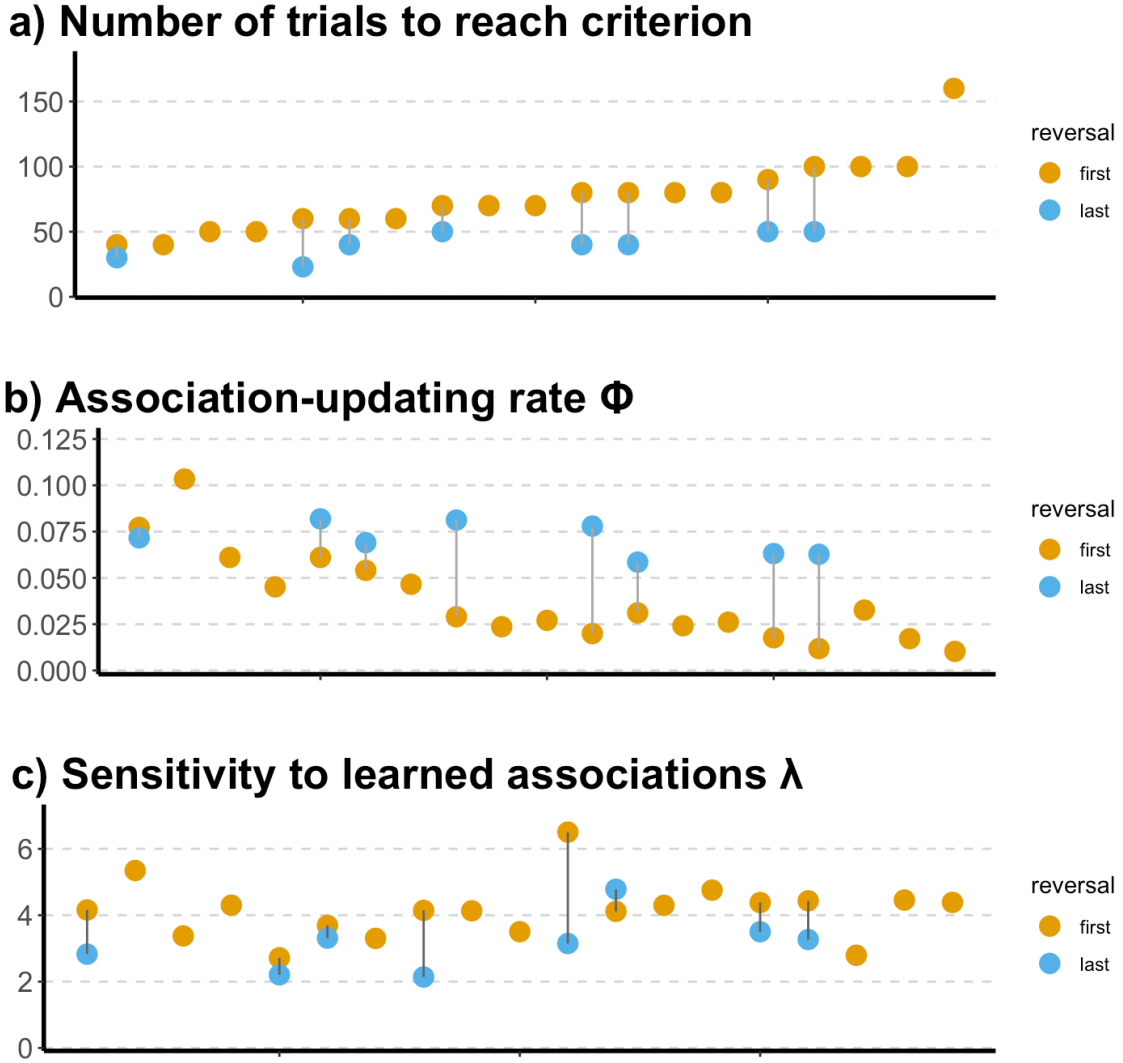 a) Number of trials to reach criterion
150
100
50
0
reversal
first
last
b) Association-updating rate Φ
0.125
0.100
0.075
0.050
0.025
0.000
reversal
first
last
c) Sensitivity to learned associations λ
6
4
2
0
reversal
first
last